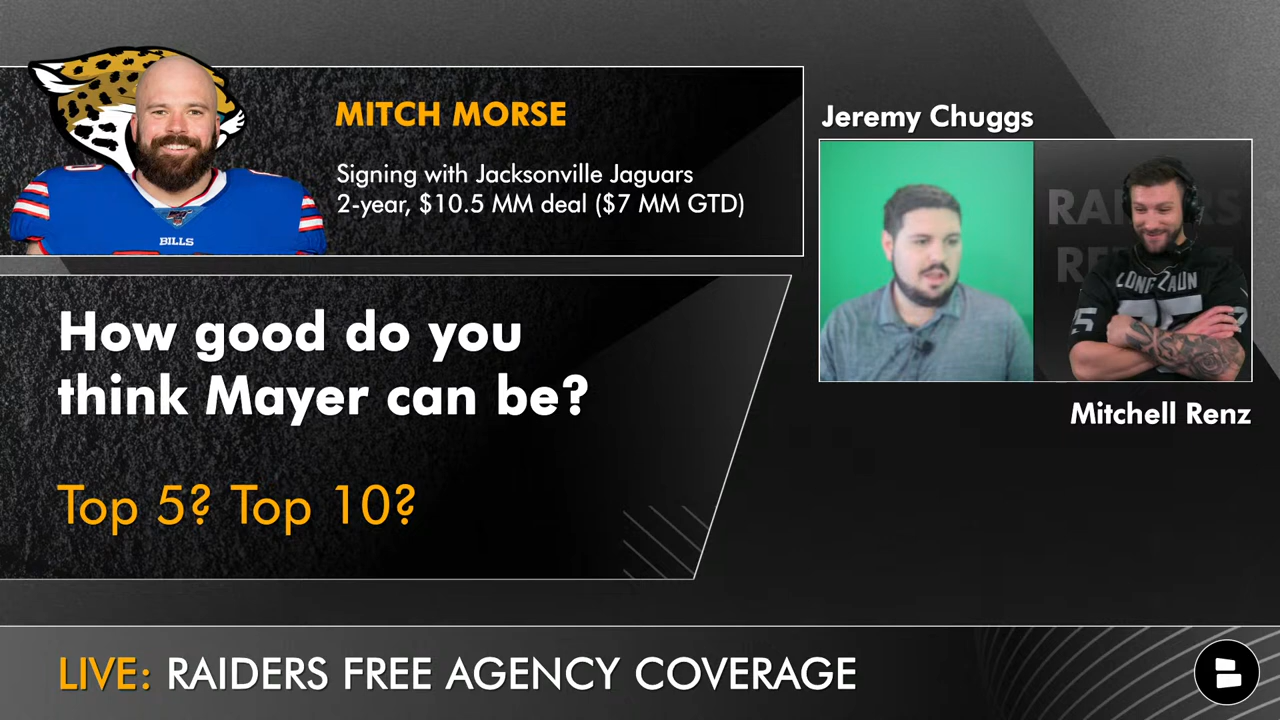 MITCH MORSE
Signing with Jacksonville Jaguars
2-year, $10.5 MM deal ($7 MM GTD)
BILLS
Jeremy Chuggs
Mitchell Renz
How good do you
think Mayer can be?
Top 5? Top 10?
LIVE: RAIDERS FREE AGENCY COVERAGE